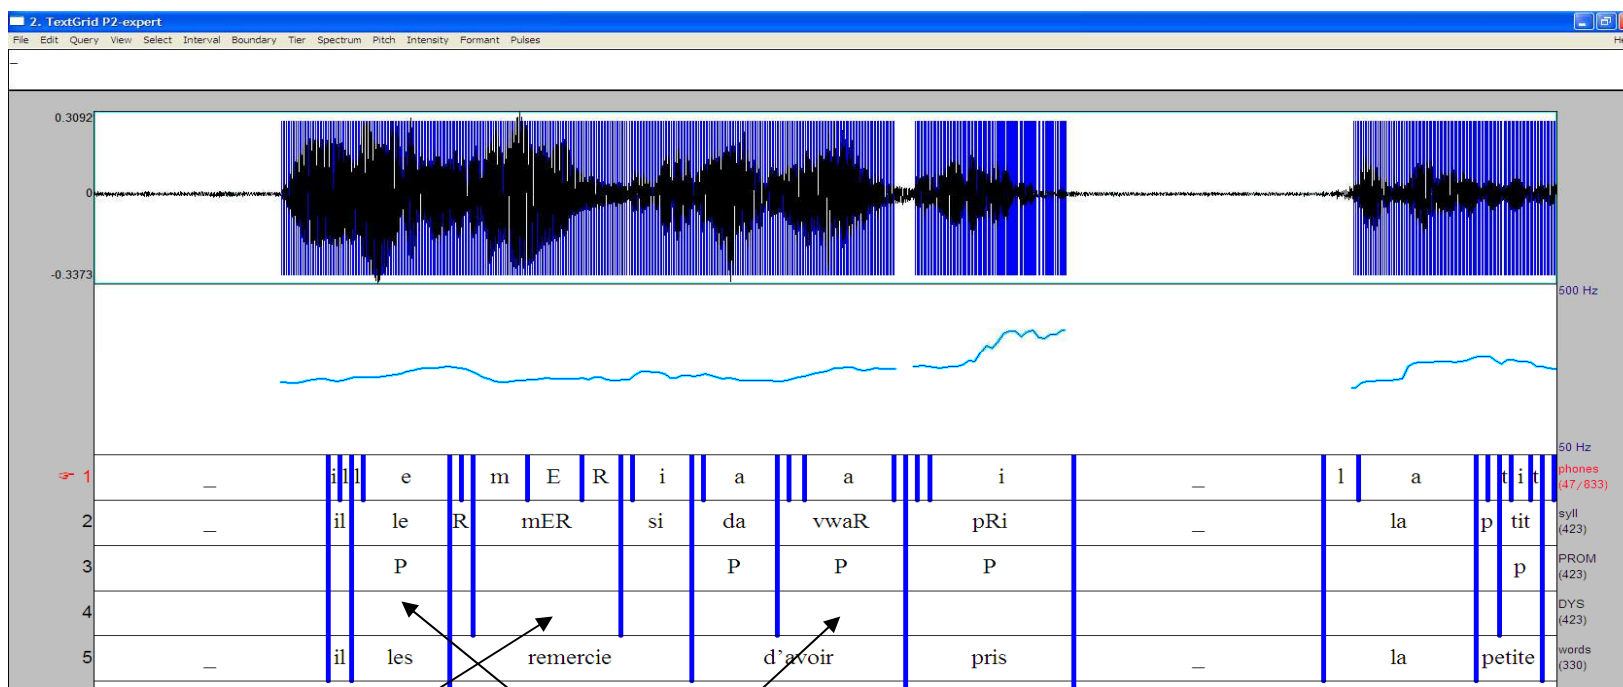 2. TextGrid P2-expert
File Edit Query View Select Interval Boundary Tier Spectrum Pitch Intensity Formant Pulses He
0.3092
0
-0.3373
500 Hz
50 Hz
1 _ i l l e m E R i a a i _ l a t i t phones (47/833)
2 _ il le R mER si da vwaR pRi _ la p tit syll (423)
3 P P P P p PROM (423)
4 DYS (423)
5 _ il les remercie d'avoir pris _ la petite words (330)